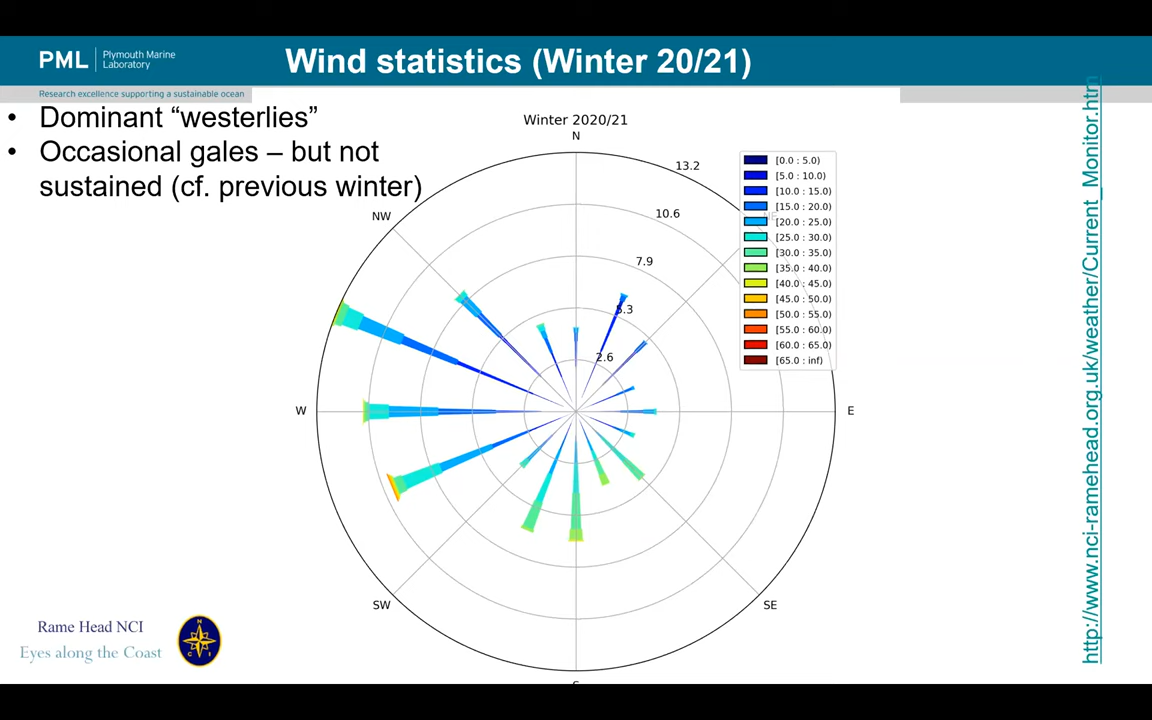 PML
Plymouth Marine
Laboratory
Wind statistics (Winter 20/21)
Research excellence supporting a sustainable ocean
• Dominant “westerlies”
• Occasional gales – but not
sustained (cf. previous winter)
Winter 2020/21
N
13.2
10.6
7.9
5.3
2.6
NW
NE
W
E
SW
SE
S
[0.0 : 5.0)
[5.0 : 10.0)
[10.0 : 15.0)
[15.0 : 20.0)
[20.0 : 25.0)
[25.0 : 30.0)
[30.0 : 35.0)
[35.0 : 40.0)
[40.0 : 45.0)
[45.0 : 50.0)
[50.0 : 55.0)
[55.0 : 60.0)
[60.0 : 65.0)
[65.0 : inf)
http://www.nci-ramehead.org.uk/weather/Current_Monitor.htm
Rame Head NCI
Eyes along the Coast
N
C
I